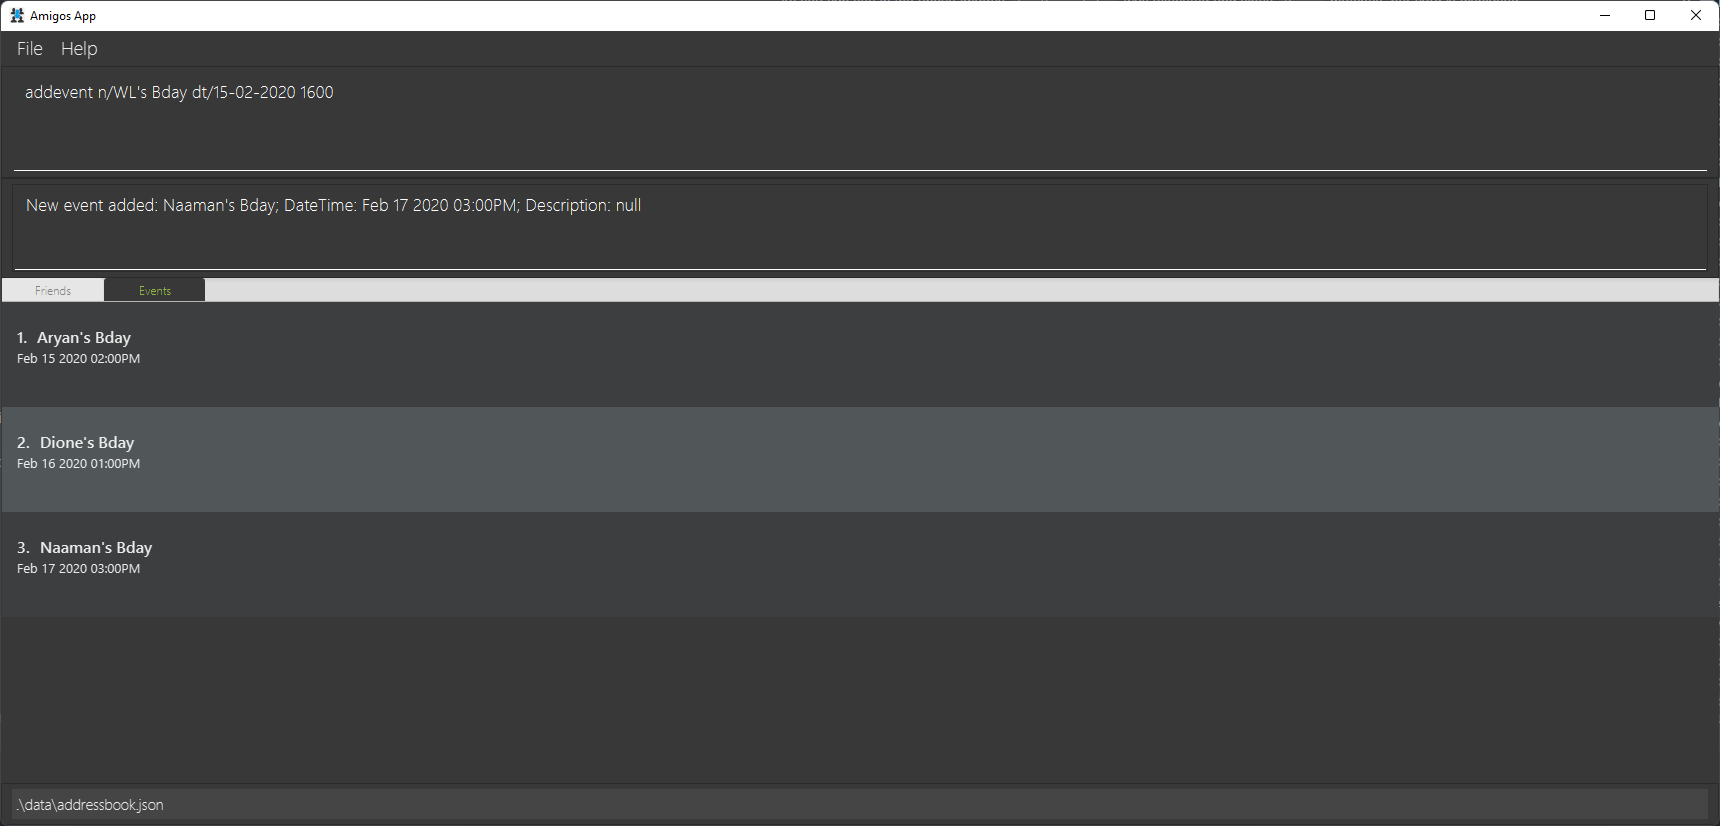 Amigos App
File Help
addevent n/WL's Bday dt/15-02-2020 1600
New event added: Naaman's Bday; DateTime: Feb 17 2020 03:00PM; Description: null
Friends Events
1. Aryan's Bday
Feb 15 2020 02:00PM
2. Dione's Bday
Feb 16 2020 01:00PM
3. Naaman's Bday
Feb 17 2020 03:00PM
.\data\addressbook.json